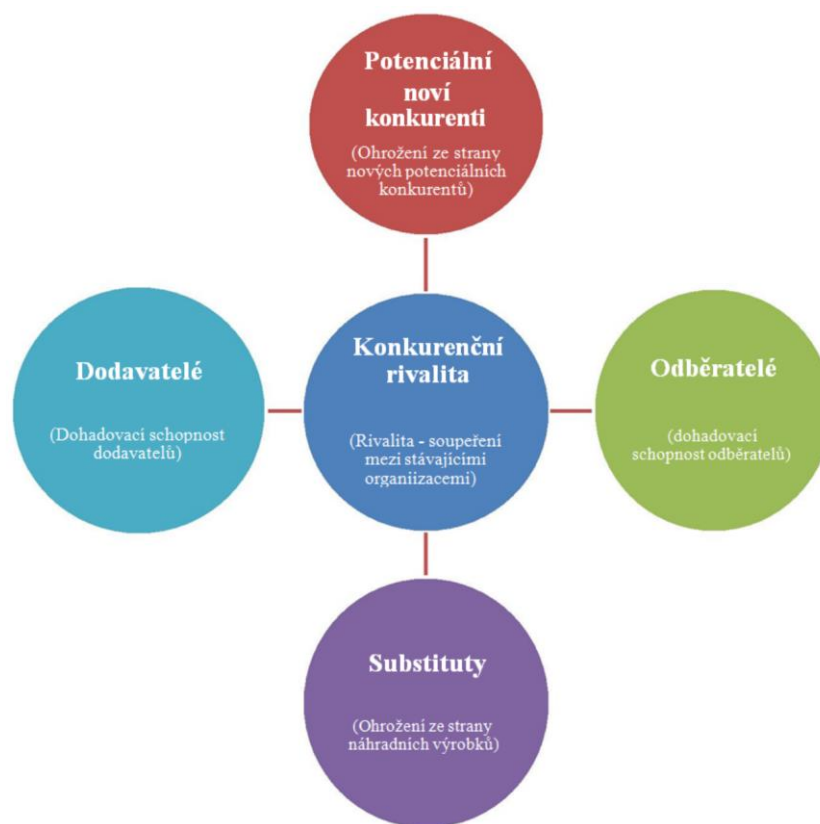 Potenciální
noví
konkurenti
(Ohrožení ze strany
nových potenciálních
konkurentů)
Dodavatelé
(Dohadovací schopnost
dodavatelů)
Konkurenční
rivalita
(Rivalita - soupeření
mezi stávajícími
organiizacemi)
Odběratelé
(dohadovací
schopnost odběratelů)
Substituty
(Ohrožení ze strany
náhradních výrobků)